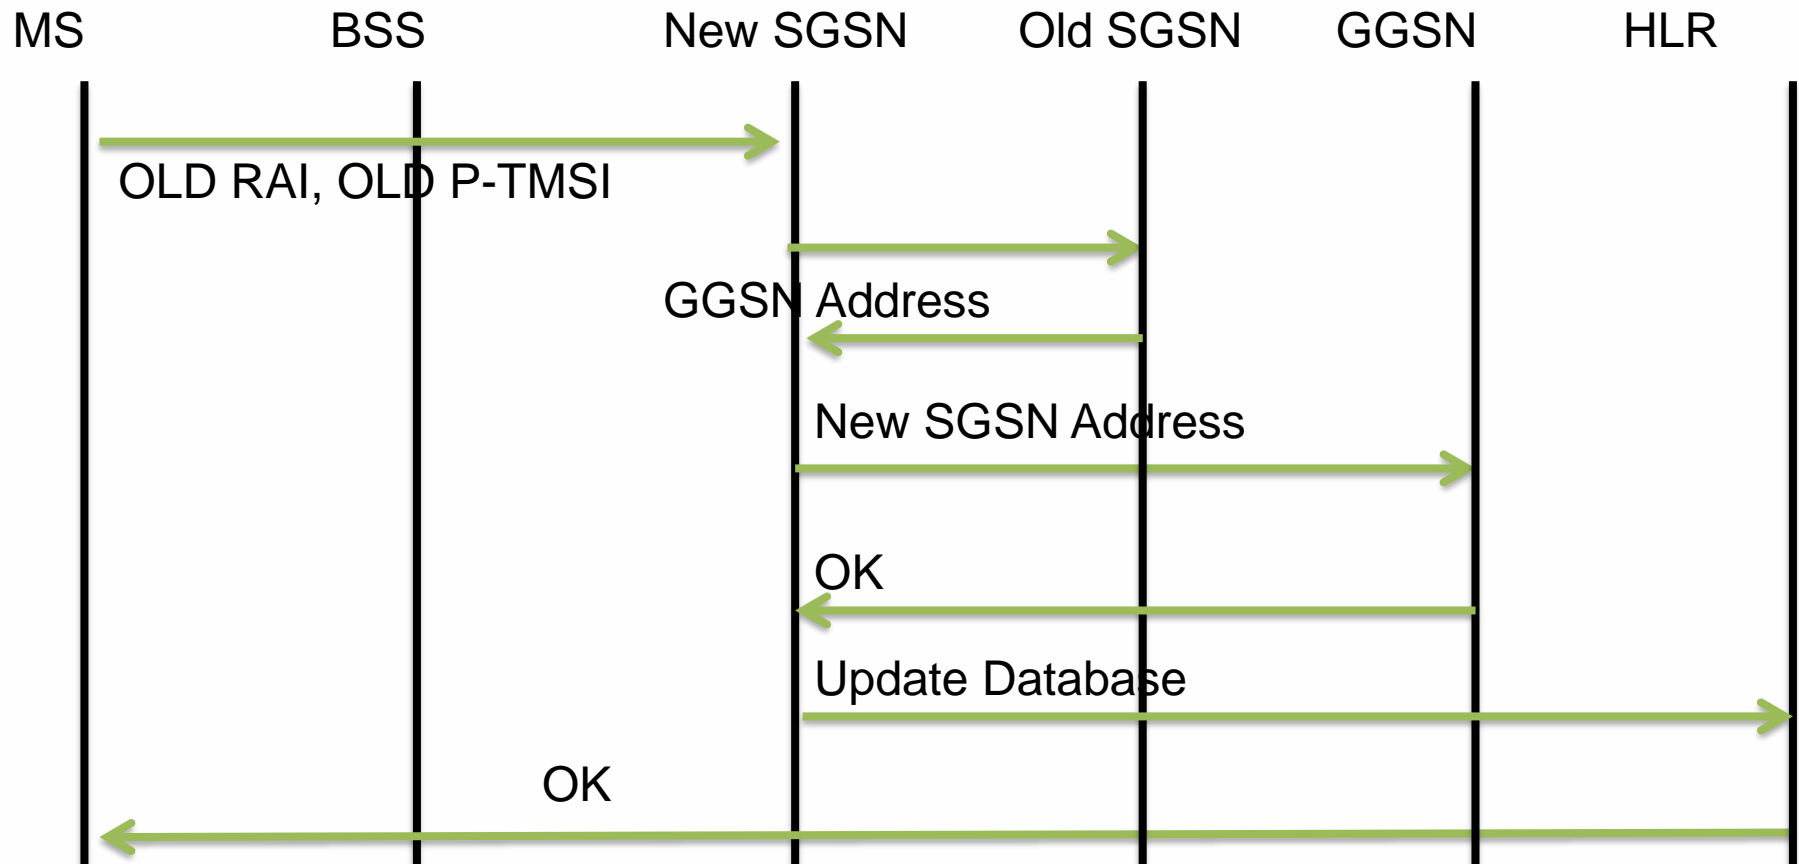 MS BSS New SGSN Old SGSN GGSN HLR
OLD RAI, OLD P-TMSI
GGSN Address
New SGSN Address
OK
Update Database
OK